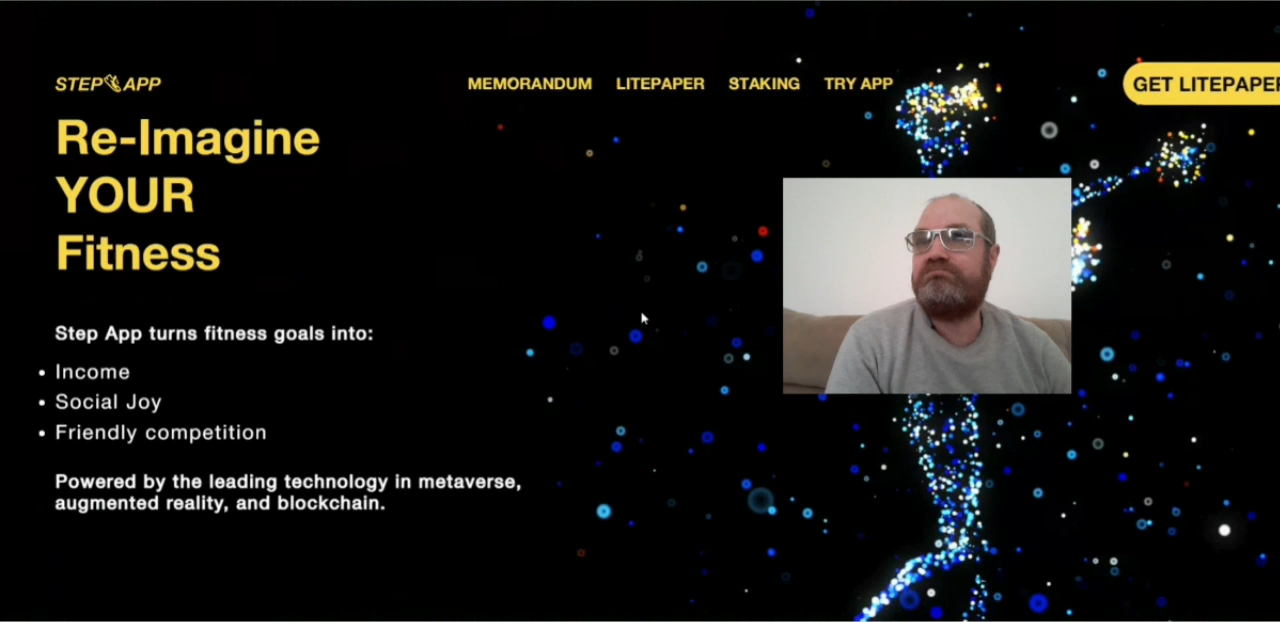 STEP APP
MEMORANDUM LITEPAPER STAKING TRY APP
GET LITEPAPER
Re-Imagine
YOUR
Fitness
Step App turns fitness goals into:
• Income
• Social Joy
• Friendly competition
Powered by the leading technology in metaverse,
augmented reality, and blockchain.